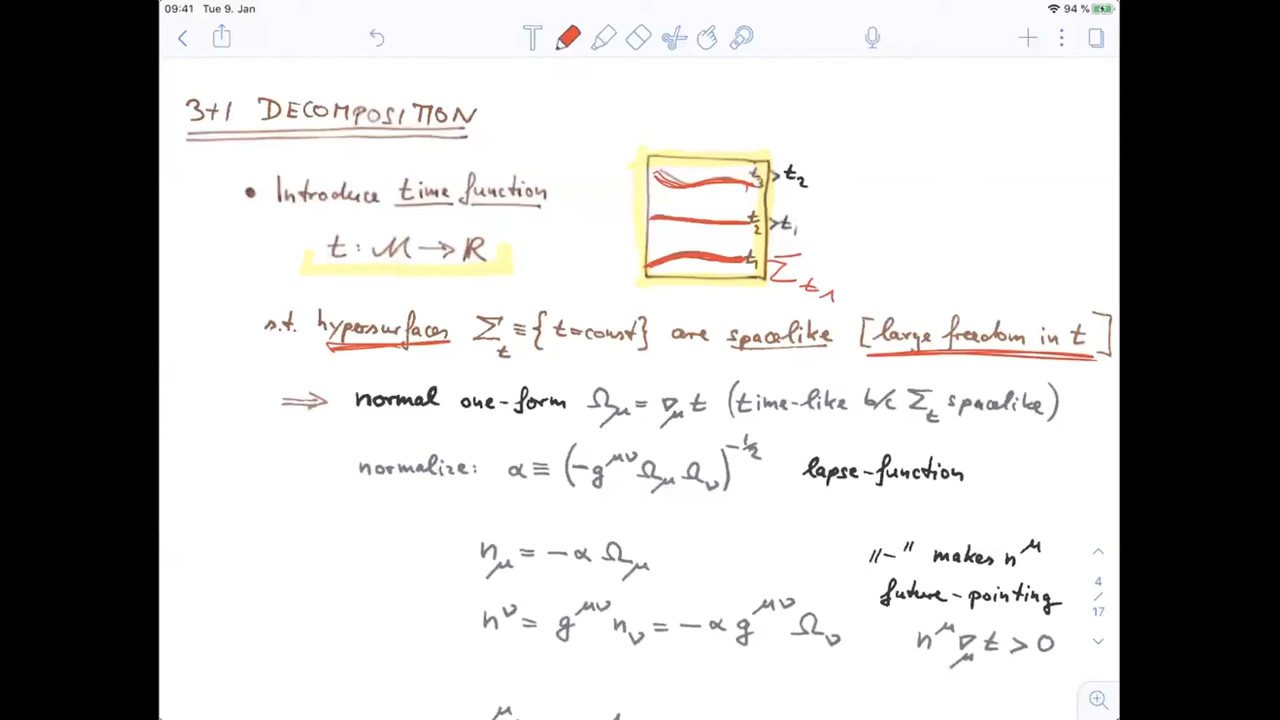 09:41 Tue 9. Jan 94 %
3+1 DECOMPOSITION
• Introduce time function
t : M → R
t₃ > t₂
t₂ > t₁
t₁ Σ_t₁
s.t. hypersurfaces Σ_t ≡ {t=const} are spacelike [large freedom in t]
⟹ normal one-form Ω_μ = ∇_μ t (time-like b/c Σ_t spacelike)
normalize: α ≡ (-g^μν Ω_μ Ω_ν)^-1/2 lapse-function
n_μ = -α Ω_μ
"-" makes n^μ
future-pointing
n^ν = g^μν n_ν = -α g^μν Ω_ν
n^μ ∇_μ t > 0
4
/
17